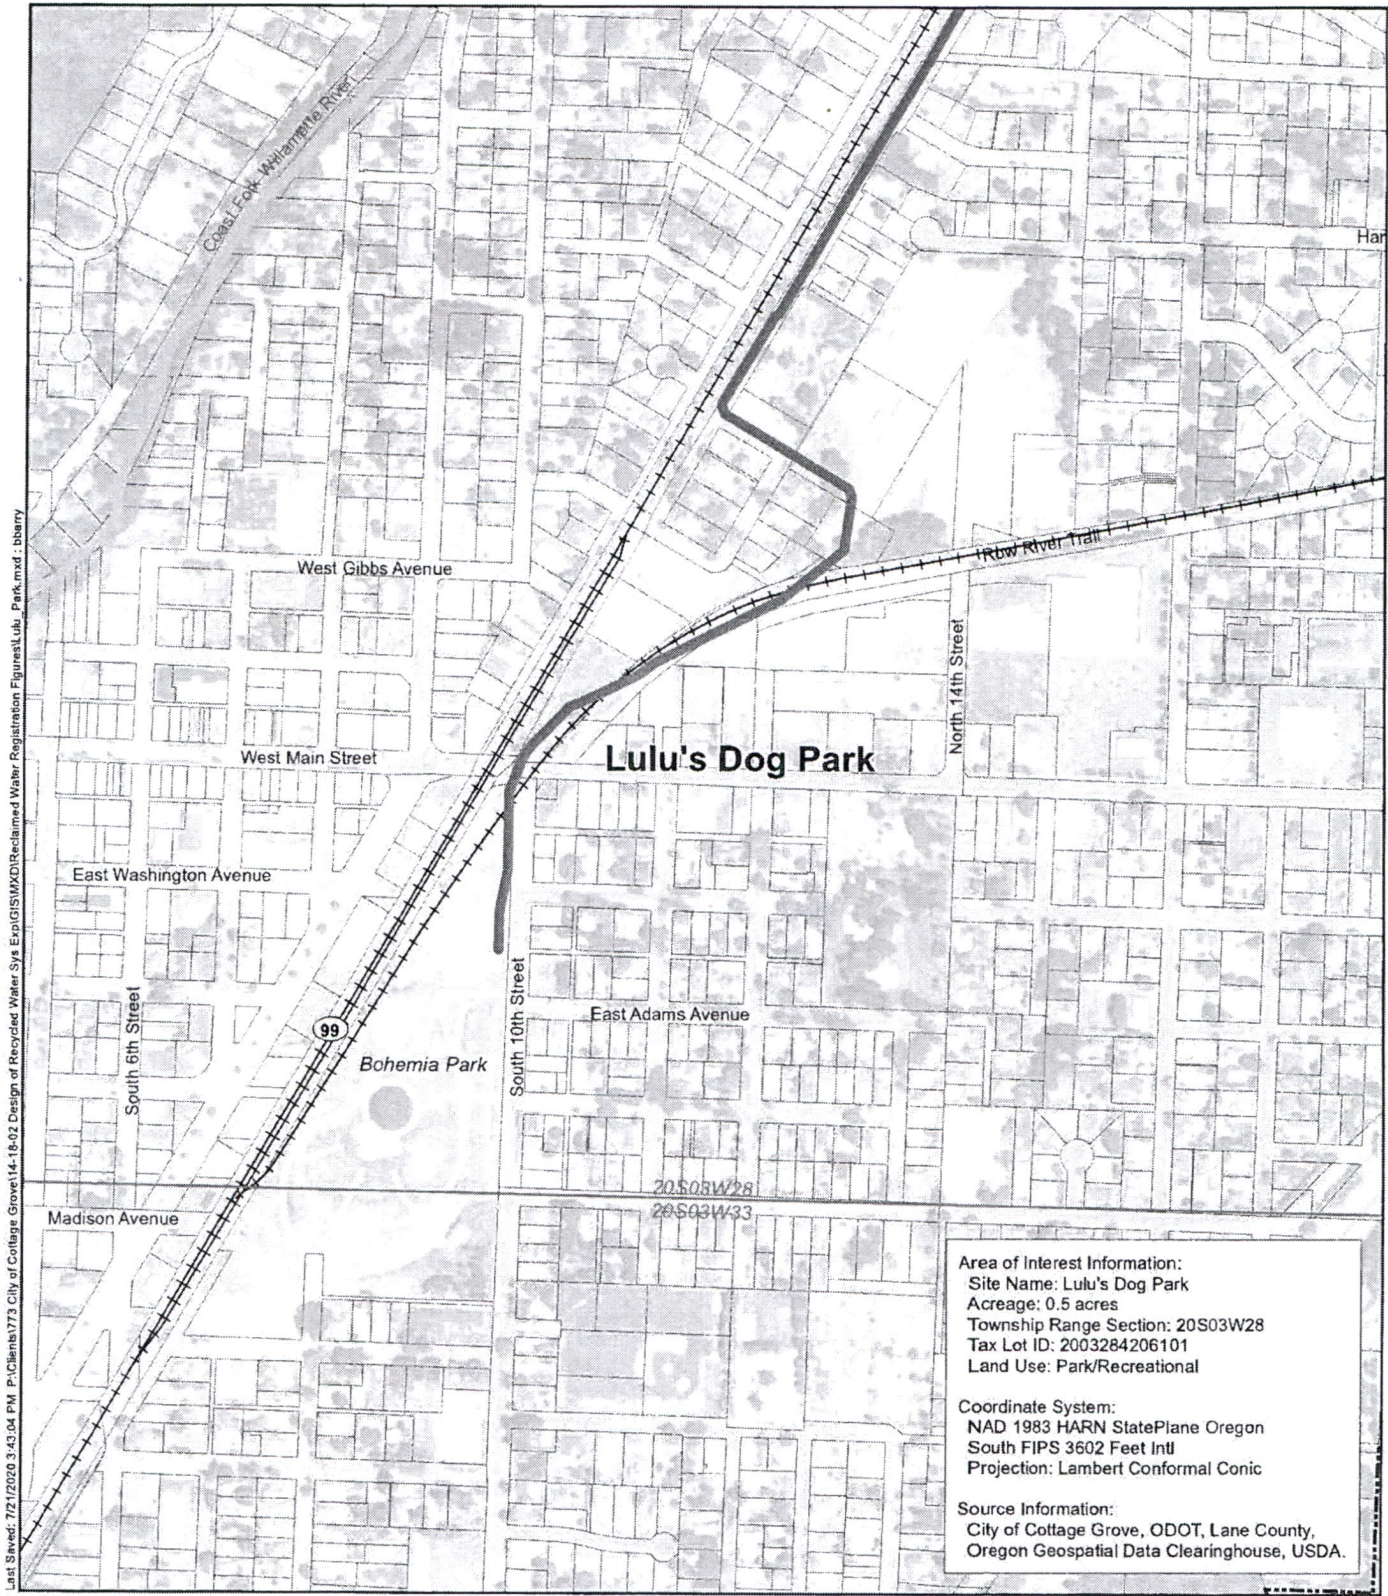 Coast Fork Willamette River
Har
Row River Trail
West Gibbs Avenue
North 14th Street
West Main Street
Lulu's Dog Park
East Washington Avenue
South 6th Street
South 10th Street
East Adams Avenue
99
Bohemia Park
20S03W28
20S03W33
Madison Avenue
Area of Interest Information:
Site Name: Lulu's Dog Park
Acreage: 0.5 acres
Township Range Section: 20S03W28
Tax Lot ID: 2003284206101
Land Use: Park/Recreational
Coordinate System:
NAD 1983 HARN StatePlane Oregon
South FIPS 3602 Feet Intl
Projection: Lambert Conformal Conic
Source Information:
City of Cottage Grove, ODOT, Lane County,
Oregon Geospatial Data Clearinghouse, USDA.
Last Saved: 7/21/2020 3:43:04 PM P:\Clients\773 City of Cottage Grove\14-18-02 Design of Recycled Water Sys Exp\GIS\MXD\Reclaimed Water Registration Figures\Lulu_Park.mxd : bbarry